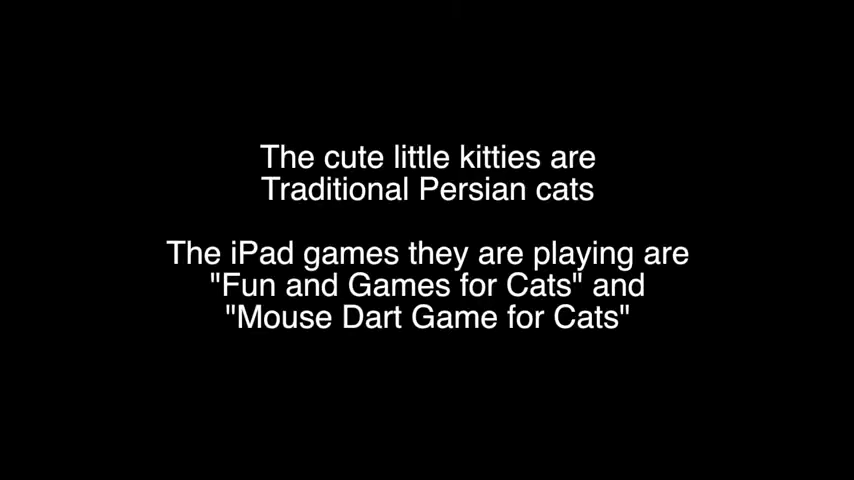 The cute little kitties are
Traditional Persian cats
The iPad games they are playing are
"Fun and Games for Cats" and
"Mouse Dart Game for Cats"